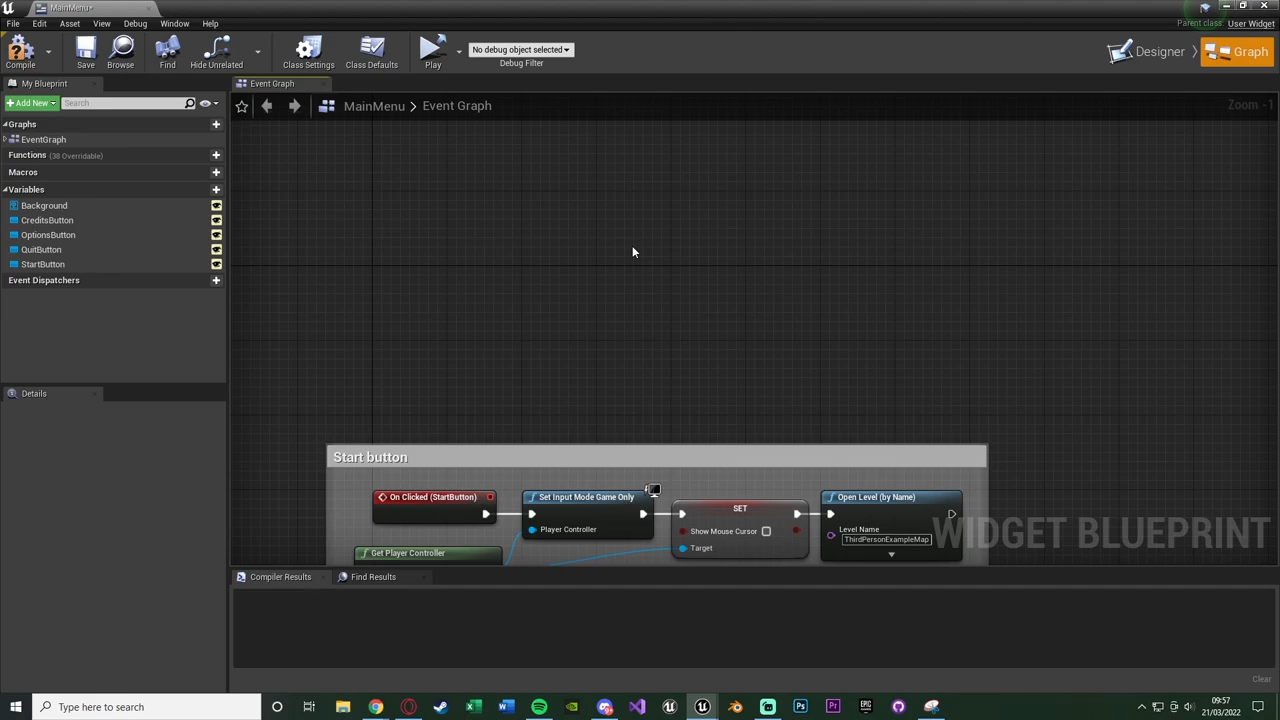 MainMenu*
File Edit Asset View Debug Window Help
Parent class: User Widget
Compile Save Browse Find Hide Unrelated Class Settings Class Defaults Play
No debug object selected
Debug Filter
Designer Graph
My Blueprint
Event Graph
Add New Search
MainMenu > Event Graph
Zoom -1
Graphs
EventGraph
Functions (38 Overridable)
Macros
Variables
Background
CreditsButton
OptionsButton
QuitButton
StartButton
Event Dispatchers
Details
Start button
On Clicked (StartButton)
Set Input Mode Game Only
Player Controller
SET
Show Mouse Cursor
Target
Open Level (by Name)
Level Name
ThirdPersonExampleMap
Get Player Controller
WIDGET BLUEPRINT
Compiler Results Find Results
Clear
Type here to search
09:57
21/03/2022